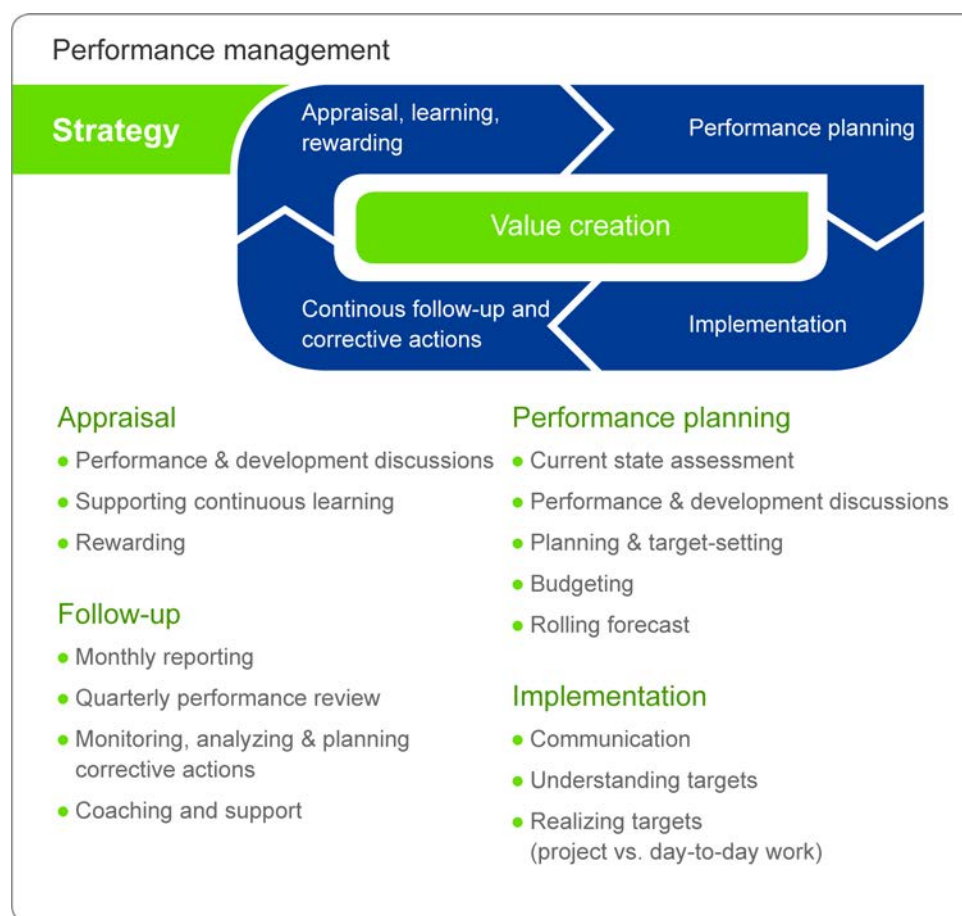 Performance management
Strategy
Appraisal, learning,
rewarding
Performance planning
Value creation
Continous follow-up and
corrective actions
Implementation
Appraisal
• Performance & development discussions
• Supporting continuous learning
• Rewarding
Follow-up
• Monthly reporting
• Quarterly performance review
• Monitoring, analyzing & planning
corrective actions
• Coaching and support
Performance planning
• Current state assessment
• Performance & development discussions
• Planning & target-setting
• Budgeting
• Rolling forecast
Implementation
• Communication
• Understanding targets
• Realizing targets
(project vs. day-to-day work)